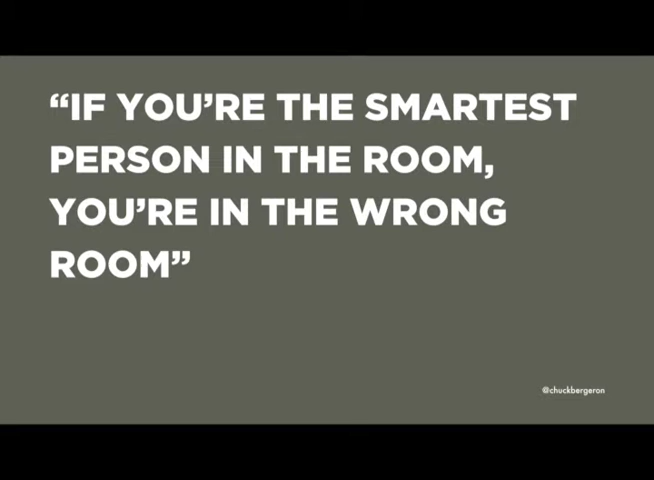 “IF YOU’RE THE SMARTEST
PERSON IN THE ROOM,
YOU’RE IN THE WRONG
ROOM”
@chuckbergeron